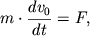 m · dv₀/dt = F,